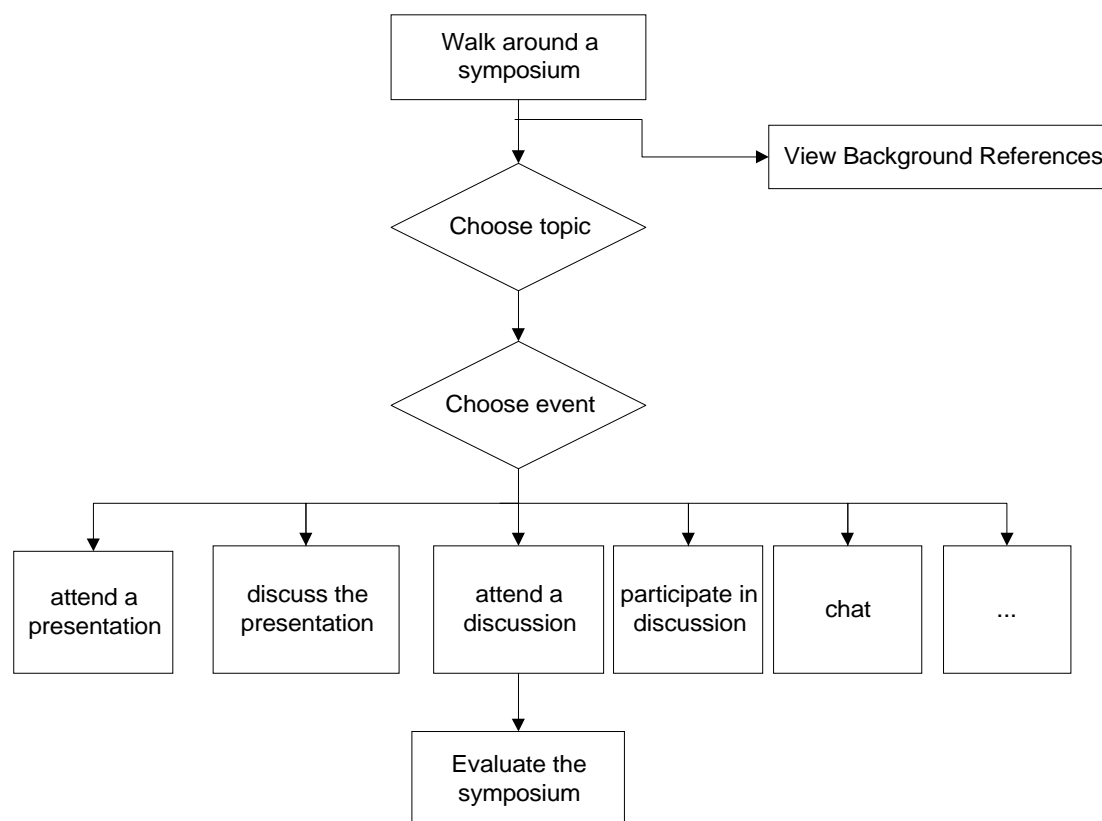 Walk around a
symposium
View Background References
Choose topic
Choose event
attend a
presentation
discuss the
presentation
attend a
discussion
participate in
discussion
chat
...
Evaluate the
symposium